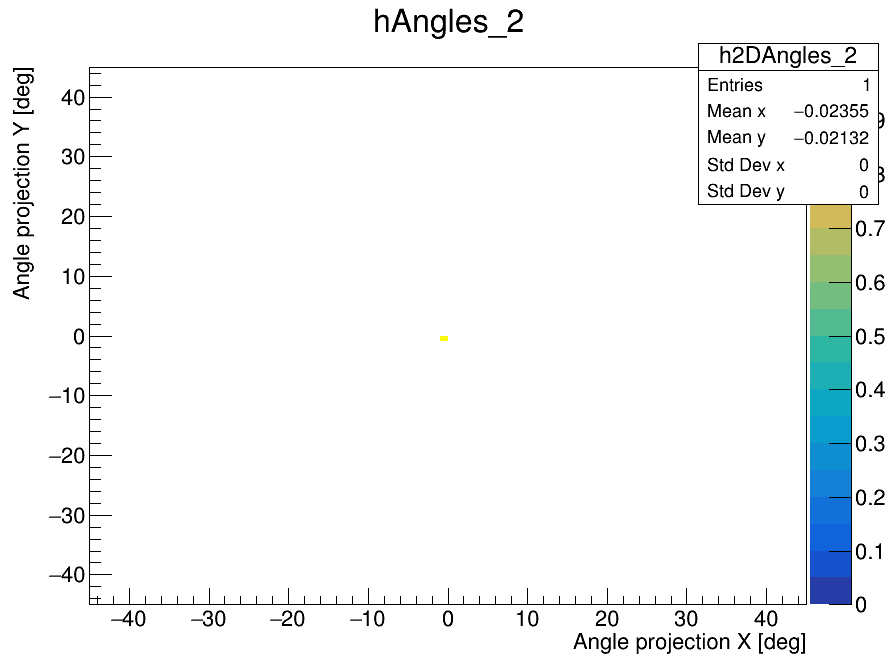 hAngles_2
h2DAngles_2
Entries 1
Mean x −0.02355
Mean y −0.02132
Std Dev x 0
Std Dev y 0
Angle projection Y [deg]
40
30
20
10
0
−10
−20
−30
−40
−40 −30 −20 −10 0 10 20 30 40
Angle projection X [deg]
0.7
0.6
0.5
0.4
0.3
0.2
0.1
0